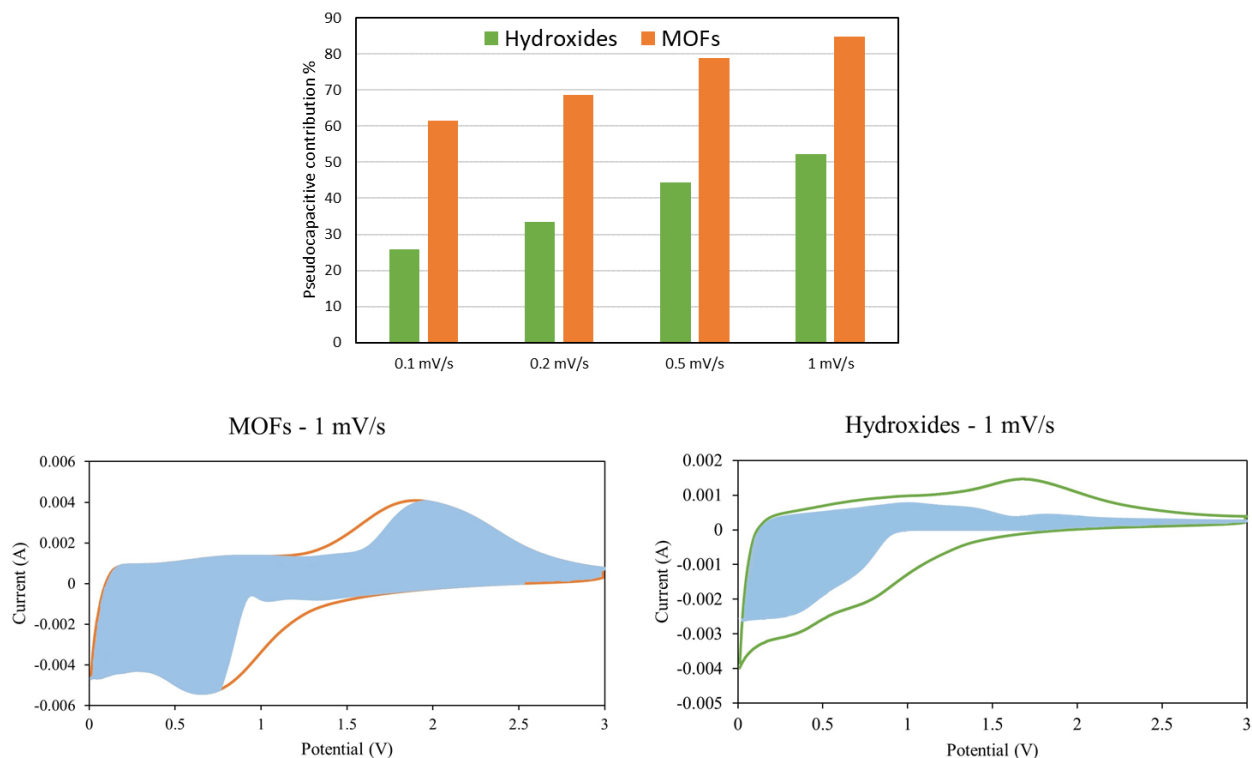 90
80
70
60
50
40
30
20
10
0
Pseudocapacitive contribution %
Hydroxides MOFs
0.1 mV/s 0.2 mV/s 0.5 mV/s 1 mV/s
MOFs - 1 mV/s
0.006
0.004
0.002
0
-0.002
-0.004
-0.006
Current (A)
0 0.5 1 1.5 2 2.5 3
Potential (V)
Hydroxides - 1 mV/s
0.002
0.001
0
-0.001
-0.002
-0.003
-0.004
-0.005
Current (A)
0 0.5 1 1.5 2 2.5 3
Potential (V)